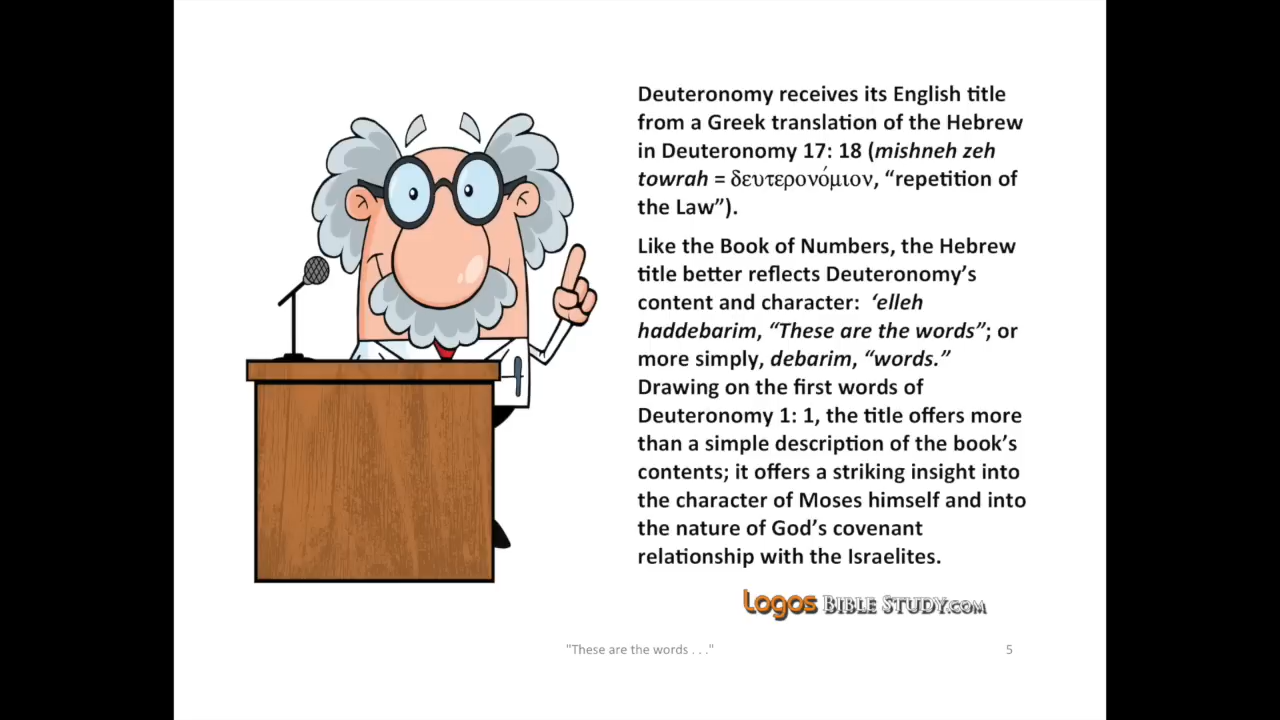 Deuteronomy receives its English title
from a Greek translation of the Hebrew
in Deuteronomy 17: 18 (mishneh zeh
towrah = δευτερονόμιον, “repetition of
the Law”).
Like the Book of Numbers, the Hebrew
title better reflects Deuteronomy’s
content and character:  ‘elleh
haddebarim, “These are the words”; or
more simply, debarim, “words.”
Drawing on the first words of
Deuteronomy 1: 1, the title offers more
than a simple description of the book’s
contents; it offers a striking insight into
the character of Moses himself and into
the nature of God’s covenant
relationship with the Israelites.
Logos BIBLE STUDY.COM
"These are the words . . ."
5